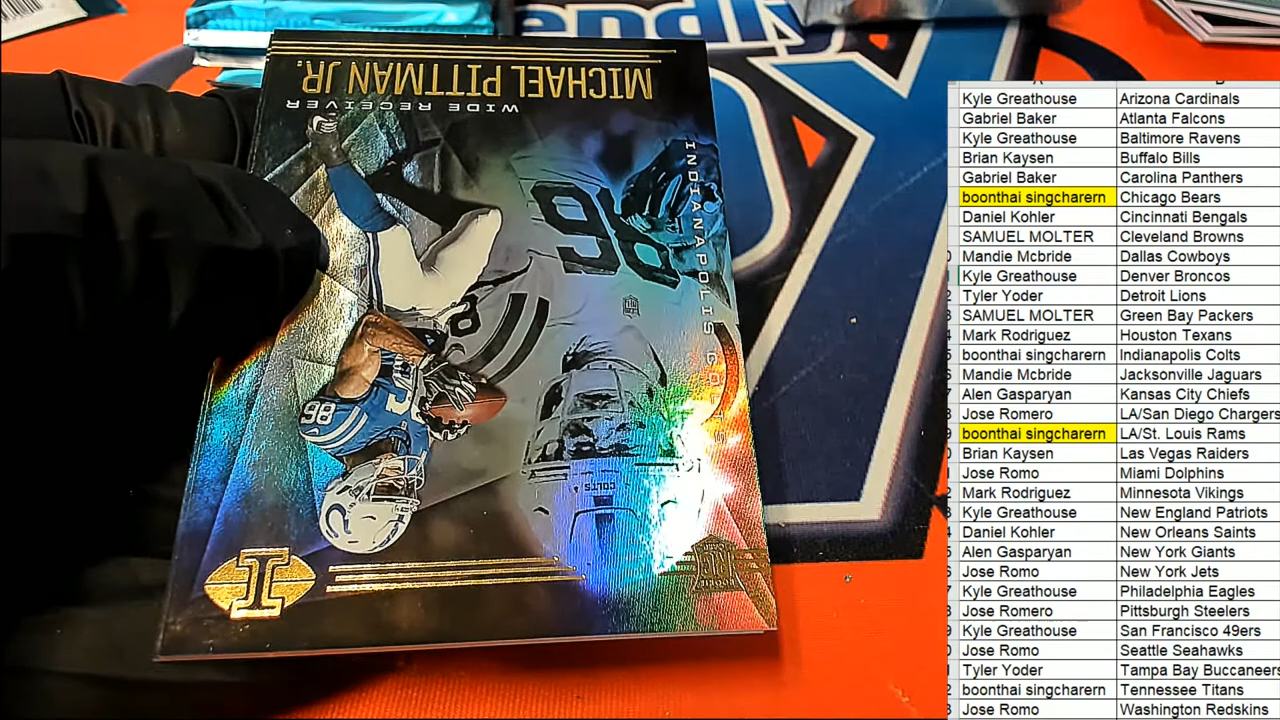 endly
MICHAEL PITTMAN JR.
WIDE RECEIVER
INDIANAPOLIS COLTS
86
86
colts
I
Kyle Greathouse Arizona Cardinals
Gabriel Baker Atlanta Falcons
Kyle Greathouse Baltimore Ravens
Brian Kaysen Buffalo Bills
Gabriel Baker Carolina Panthers
boonthai singcharern Chicago Bears
Daniel Kohler Cincinnati Bengals
SAMUEL MOLTER Cleveland Browns
Mandie Mcbride Dallas Cowboys
Kyle Greathouse Denver Broncos
Tyler Yoder Detroit Lions
SAMUEL MOLTER Green Bay Packers
Mark Rodriguez Houston Texans
boonthai singcharern Indianapolis Colts
Mandie Mcbride Jacksonville Jaguars
Alen Gasparyan Kansas City Chiefs
Jose Romero LA/San Diego Chargers
boonthai singcharern LA/St. Louis Rams
Brian Kaysen Las Vegas Raiders
Jose Romo Miami Dolphins
Mark Rodriguez Minnesota Vikings
Kyle Greathouse New England Patriots
Daniel Kohler New Orleans Saints
Alen Gasparyan New York Giants
Jose Romo New York Jets
Kyle Greathouse Philadelphia Eagles
Jose Romero Pittsburgh Steelers
Kyle Greathouse San Francisco 49ers
Jose Romo Seattle Seahawks
Tyler Yoder Tampa Bay Buccaneers
boonthai singcharern Tennessee Titans
Jose Romo Washington Redskins